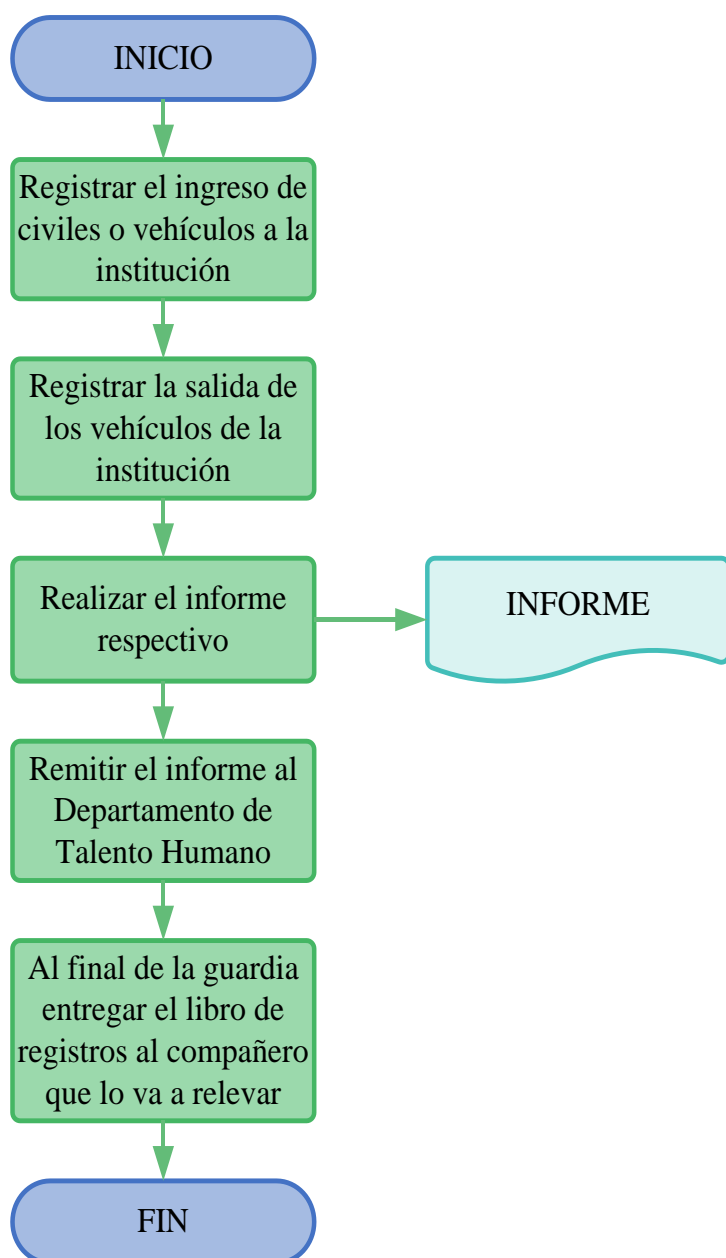 INICIO
Registrar el ingreso de
civiles o vehículos a la
institución
Registrar la salida de
los vehículos de la
institución
Realizar el informe
respectivo
INFORME
Remitir el informe al
Departamento de
Talento Humano
Al final de la guardia
entregar el libro de
registros al compañero
que lo va a relevar
FIN